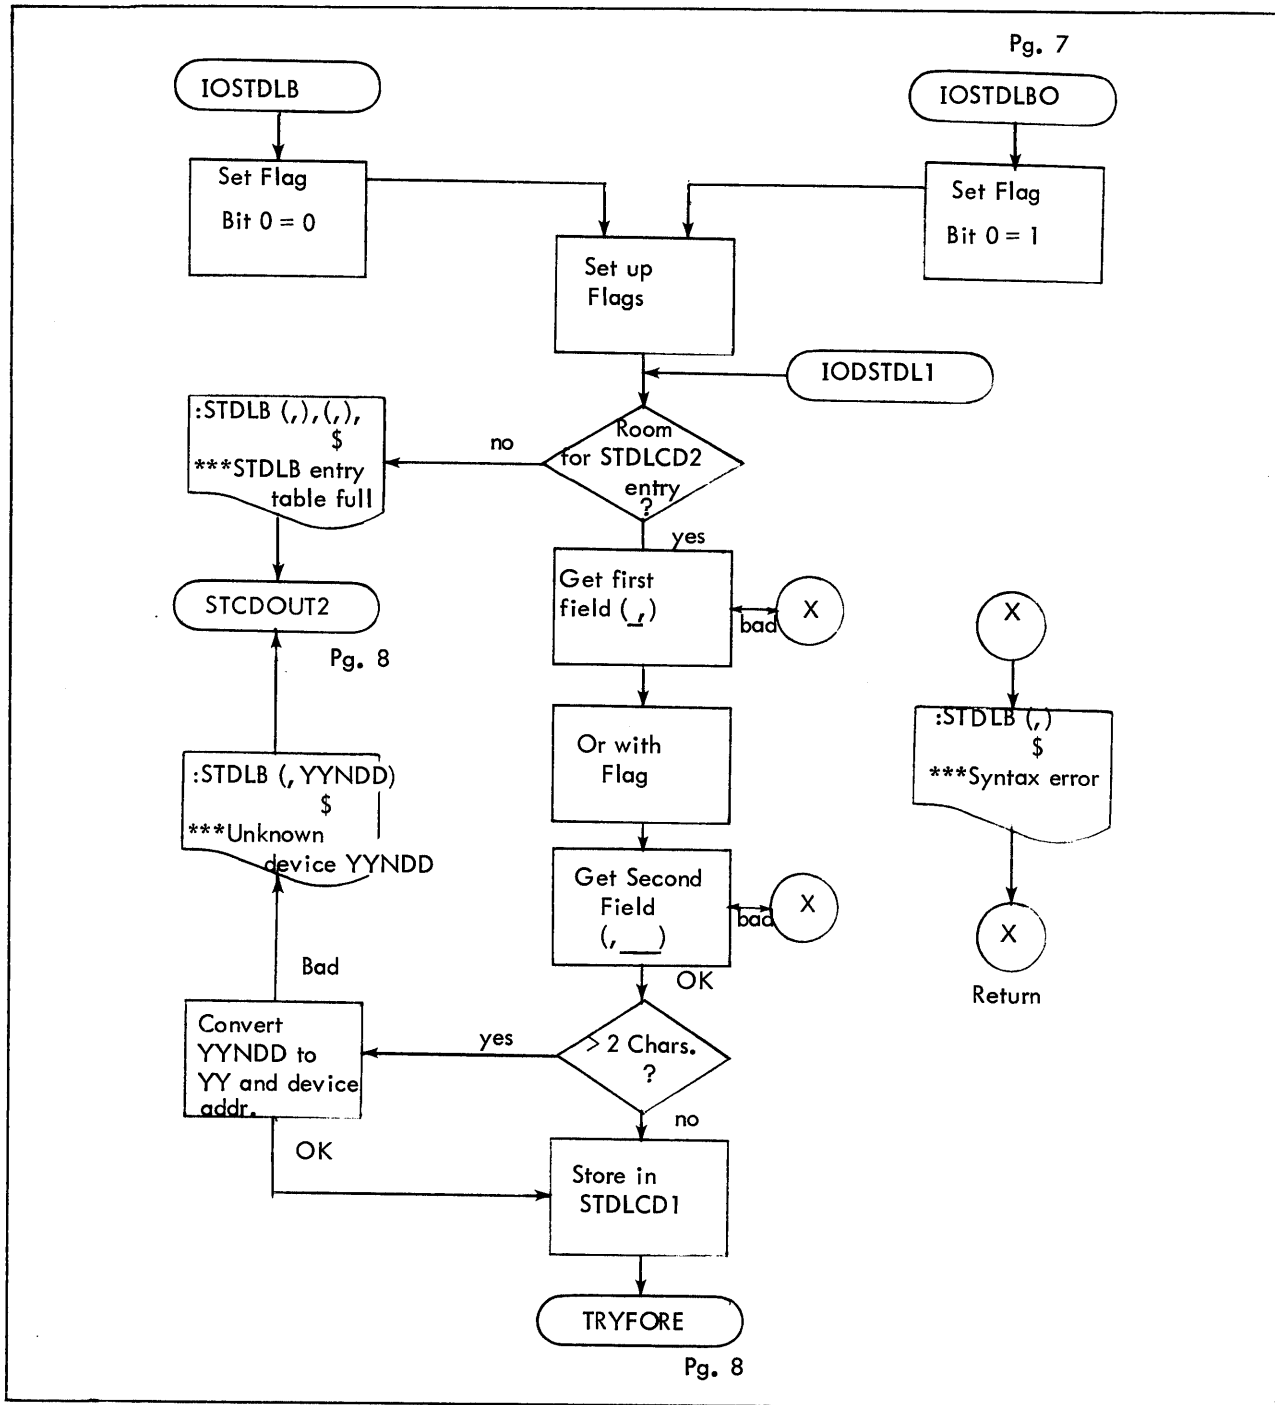 Pg. 7
IOSTDLB
IOSTDLBO
Set Flag
Bit 0 = 0
Set Flag
Bit 0 = 1
Set up
Flags
IODSTDL1
:STDLB (,),(,),
$
***STDLB entry
table full
no
Room
for STDLCD2
entry
?
yes
STCDOUT2
Pg. 8
Get first
field (_,)
bad
X
X
:STDLB (,)
$
***Syntax error
X
Return
Or with
Flag
:STDLB (, YYNDD)
$
***Unknown
device YYNDD
Get Second
Field
(,___)
bad
X
Bad
OK
Convert
YYNDD to
YY and device
addr.
yes
> 2 Chars.
?
no
OK
Store in
STDLCD1
TRYFORE
Pg. 8